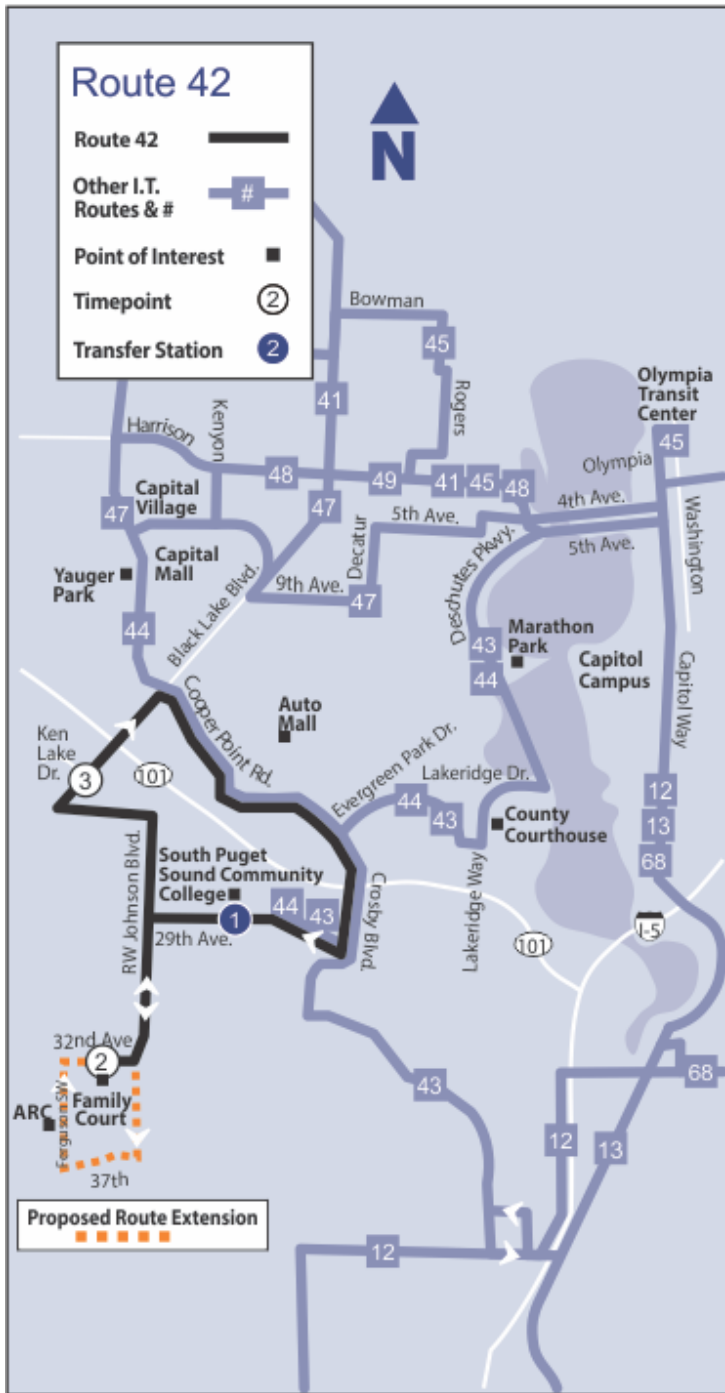 Route 42
Route 42
Other I.T.
Routes & #
#
Point of Interest
Timepoint
2
Transfer Station
2
N
Bowman
45
Rogers
41
Olympia
Transit
Center
45
Harrison
Kenyon
48
49
41
45
48
Olympia
4th Ave.
5th Ave.
Washington
Capital
Village
47
47
5th Ave.
Decatur
Deschutes Pkwy.
Capital
Mall
Yauger
Park
9th Ave.
47
Black Lake Blvd.
44
43
44
Marathon
Park
Capitol
Campus
Capitol Way
Cooper Point Rd.
Auto
Mall
Ken
Lake
Dr.
3
101
Evergreen Park Dr.
Lakeridge Dr.
44
43
County
Courthouse
12
13
68
South Puget
Sound Community
College
RW Johnson Blvd.
1
44
43
29th Ave.
Crosby Blvd.
Lakeridge Way
101
I-5
32nd Ave
2
Family
Court
ARC
Ferguson SW
37th
43
68
12
13
Proposed Route Extension
12